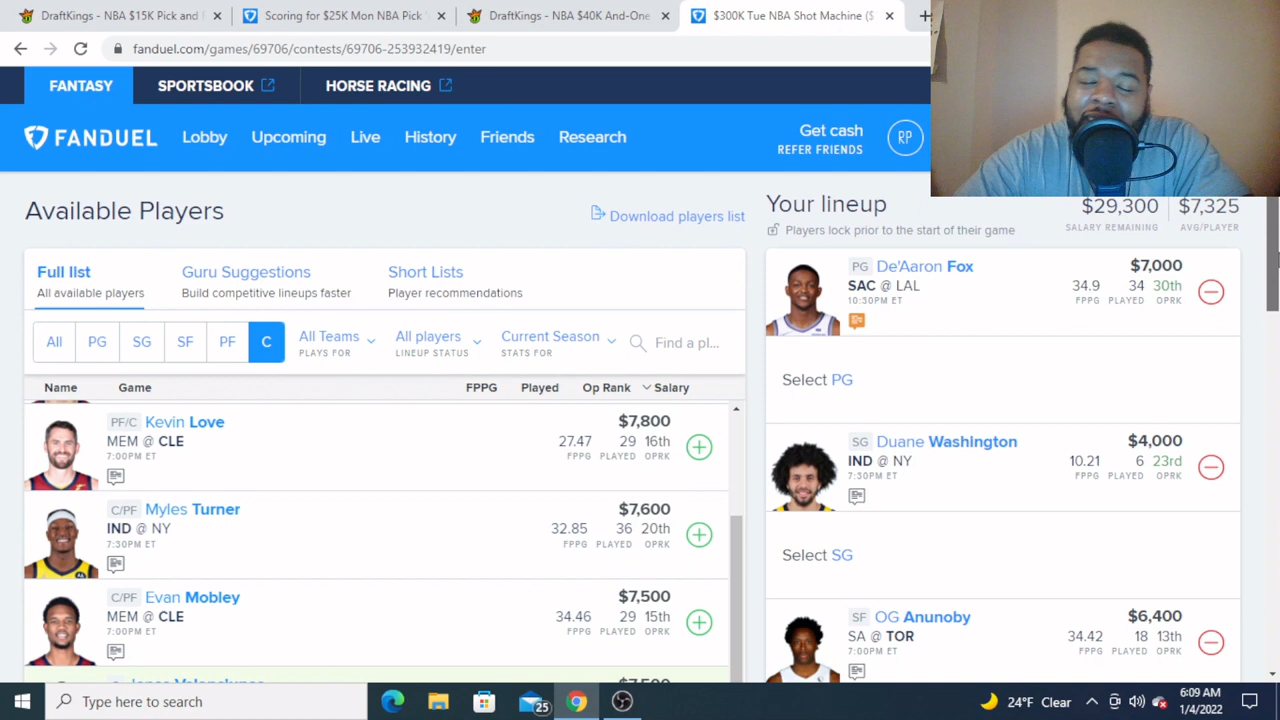 DraftKings - NBA $15K Pick and
Scoring for $25K Mon NBA Pick
DraftKings - NBA $40K And-One
$300K Tue NBA Shot Machine ($
fanduel.com/games/69706/contests/69706-253932419/enter
FANTASY SPORTSBOOK HORSE RACING
FANDUEL Lobby Upcoming Live History Friends Research
Get cash
REFER FRIENDS
RP
Available Players
Download players list
Full list Guru Suggestions Short Lists
All available players Build competitive lineups faster Player recommendations
All PG SG SF PF C
All Teams All players Current Season Find a pl...
PLAYS FOR LINEUP STATUS STATS FOR
Name Game FPPG Played Op Rank Salary
PF/C Kevin Love $7,800
MEM @ CLE 27.47 29 16th
7:00PM ET FPPG PLAYED OPRK
C/PF Myles Turner $7,600
IND @ NY 32.85 36 20th
7:30PM ET FPPG PLAYED OPRK
C/PF Evan Mobley $7,500
MEM @ CLE 34.46 29 15th
7:00PM ET FPPG PLAYED OPRK
Your lineup $29,300 $7,325
Players lock prior to the start of their game SALARY REMAINING AVG/PLAYER
PG De'Aaron Fox $7,000
SAC @ LAL 34.9 34 30th
10:30PM ET FPPG PLAYED OPRK
Select PG
SG Duane Washington $4,000
IND @ NY 10.21 6 23rd
7:30PM ET FPPG PLAYED OPRK
Select SG
SF OG Anunoby $6,400
SA @ TOR 34.42 18 13th
7:00PM ET FPPG PLAYED OPRK
Type here to search
25
24°F Clear
6:09 AM
1/4/2022